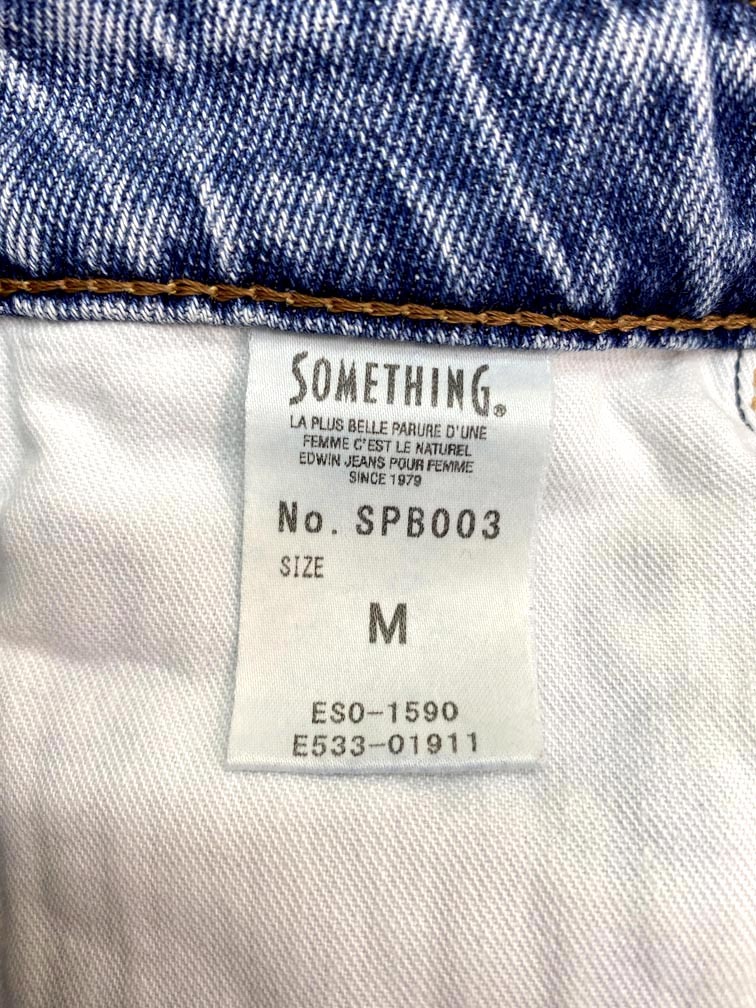 SOMETHING®
LA PLUS BELLE PARURE D'UNE
FEMME C'EST LE NATUREL
EDWIN JEANS POUR FEMME
SINCE 1979
No. SPB003
SIZE
M
ESO-1590
E533-01911